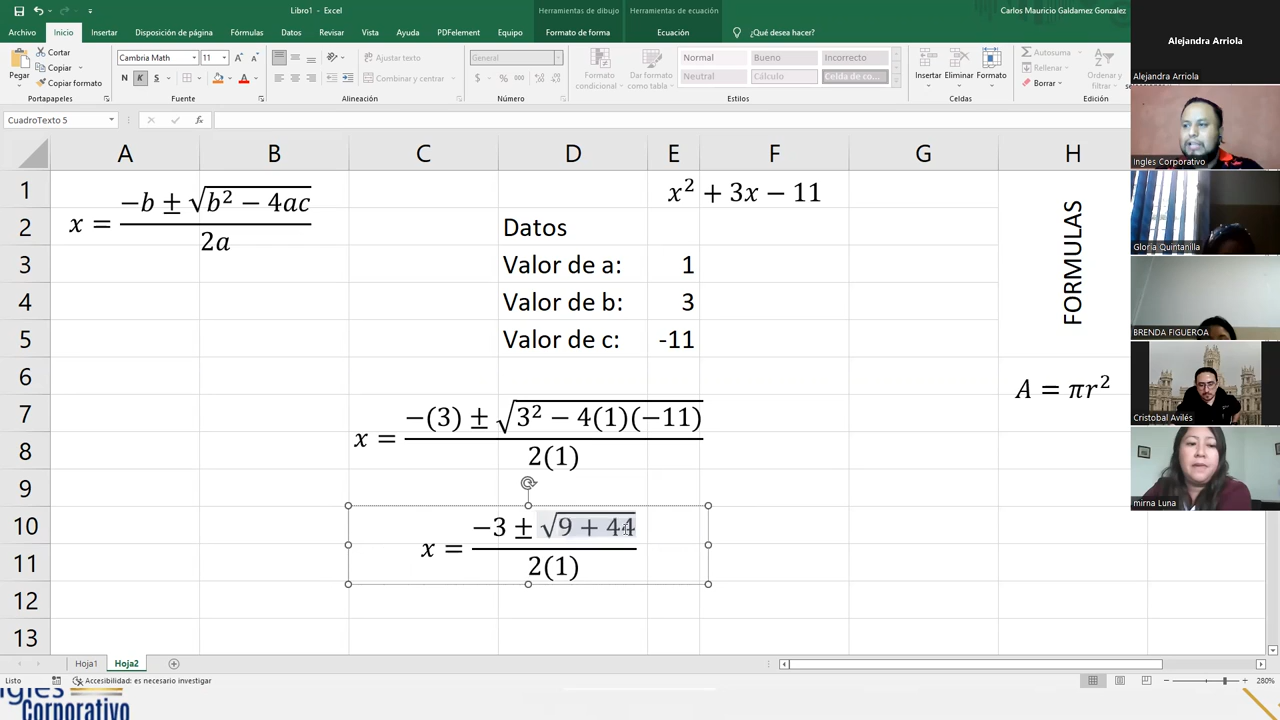 Libro1 - Excel
Herramientas de dibujo
Herramientas de ecuación
Carlos Mauricio Galdamez Gonzalez
Archivo Inicio Insertar Disposición de página Fórmulas Datos Revisar Vista Ayuda PDFelement Equipo Formato de forma Ecuación ¿Qué desea hacer?
Pegar
Cortar
Copiar
Copiar formato
Portapapeles
Cambria Math 11
N K S
Fuente
Ajustar texto
Combinar y centrar
Alineación
General
$ % 000
Número
Formato condicional
Dar formato como tabla
Normal Bueno Incorrecto
Neutral Cálculo Celda de co...
Estilos
Insertar Eliminar Formato
Celdas
Autosuma
Rellenar
Borrar
Ordenar y
Edición
CuadroTexto 5
fx
A B C D E F G H
1
2
3
4
5
6
7
8
9
10
11
12
13
x = (−b ± √(b² − 4ac)) / 2a
x² + 3x − 11
Datos
Valor de a: 1
Valor de b: 3
Valor de c: -11
x = (−(3) ± √(3² − 4(1)(−11))) / 2(1)
x = (−3 ± √(9 + 44)) / 2(1)
FORMULAS
A = πr²
Alejandra Arriola
Alejandra Arriola
Ingles Corporativo
Gloria Quintanilla
BRENDA FIGUEROA
Cristobal Avilés
mirna Luna
Hoja1 Hoja2
Listo
Accesibilidad: es necesario investigar
280%
Ingles
Corporativo